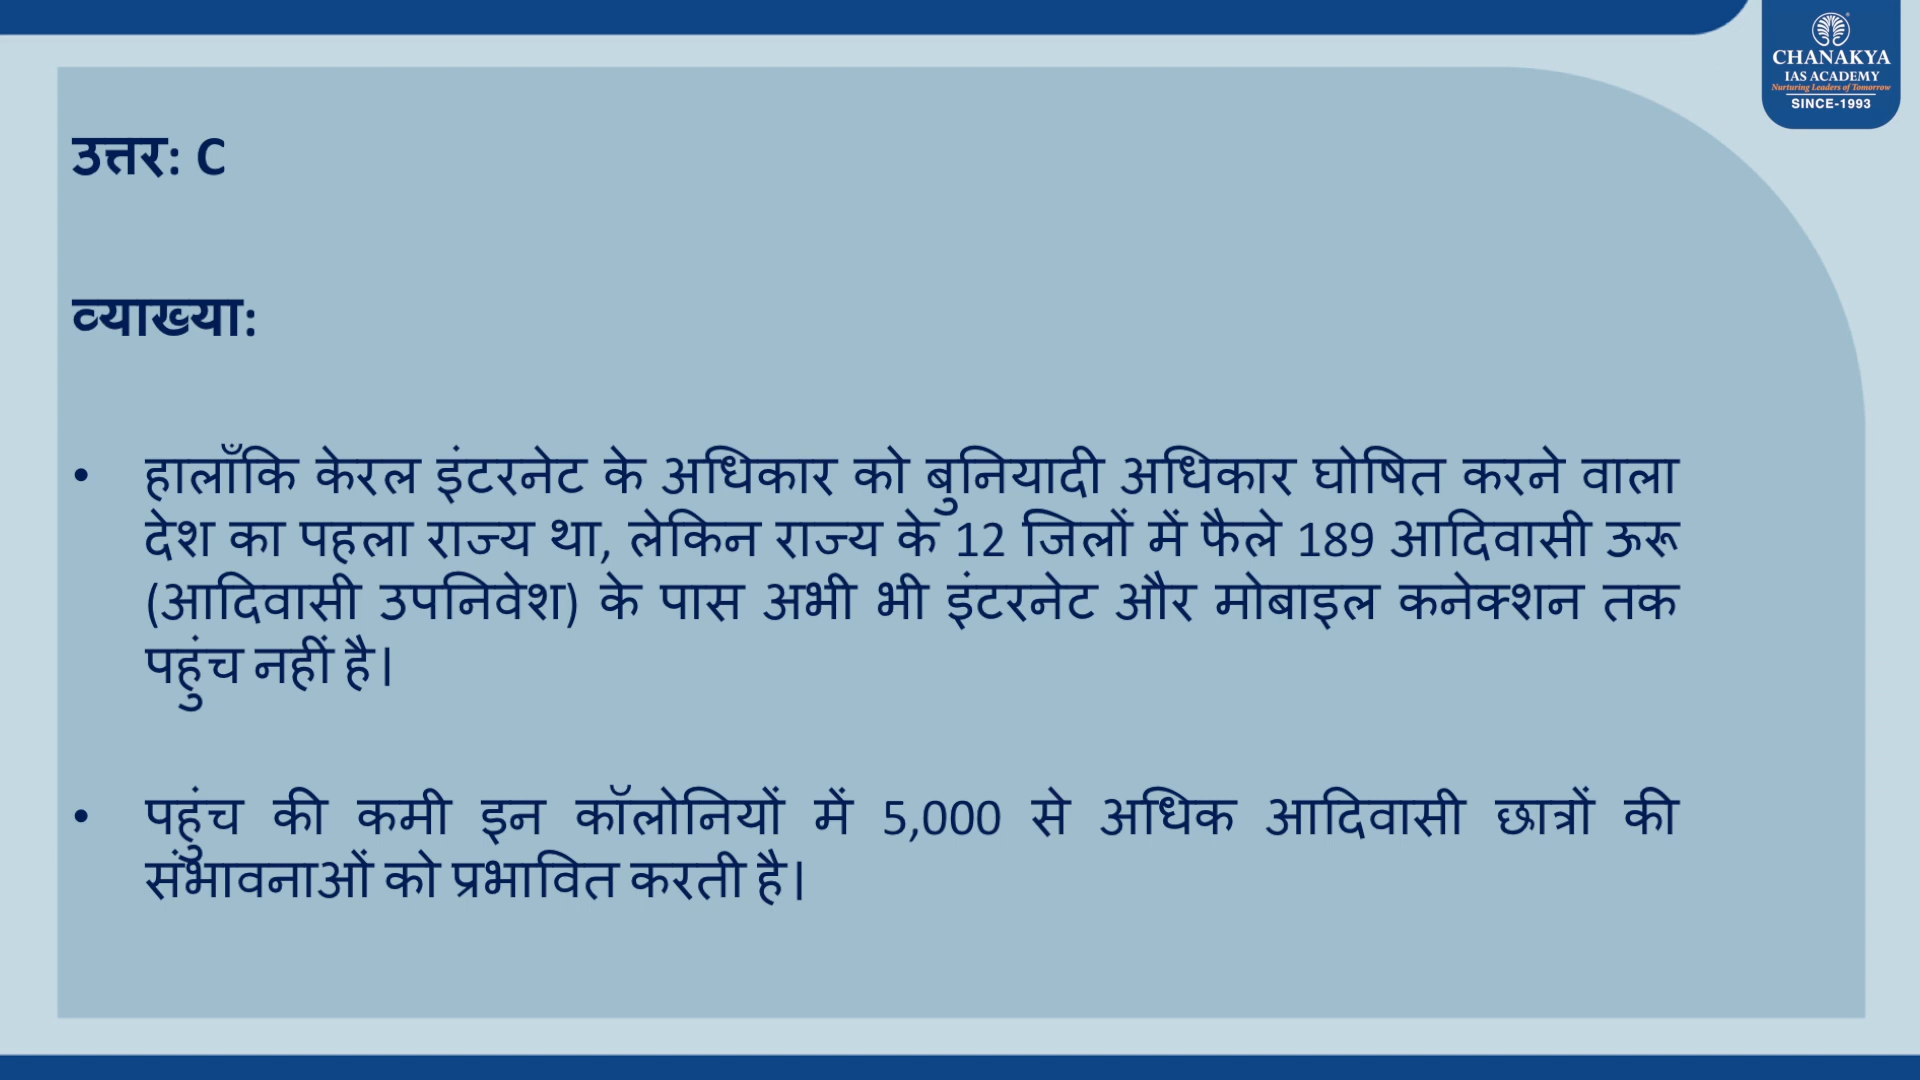 CHANAKYA
IAS ACADEMY
Nurturing Leaders of Tomorrow
SINCE-1993
उत्तर: C
व्याख्या:
• हालाँकि केरल इंटरनेट के अधिकार को बुनियादी अधिकार घोषित करने वाला
देश का पहला राज्य था, लेकिन राज्य के 12 जिलों में फैले 189 आदिवासी ऊरू
(आदिवासी उपनिवेश) के पास अभी भी इंटरनेट और मोबाइल कनेक्शन तक
पहुंच नहीं है।
• पहुंच की कमी इन कॉलोनियों में 5,000 से अधिक आदिवासी छात्रों की
संभावनाओं को प्रभावित करती है।